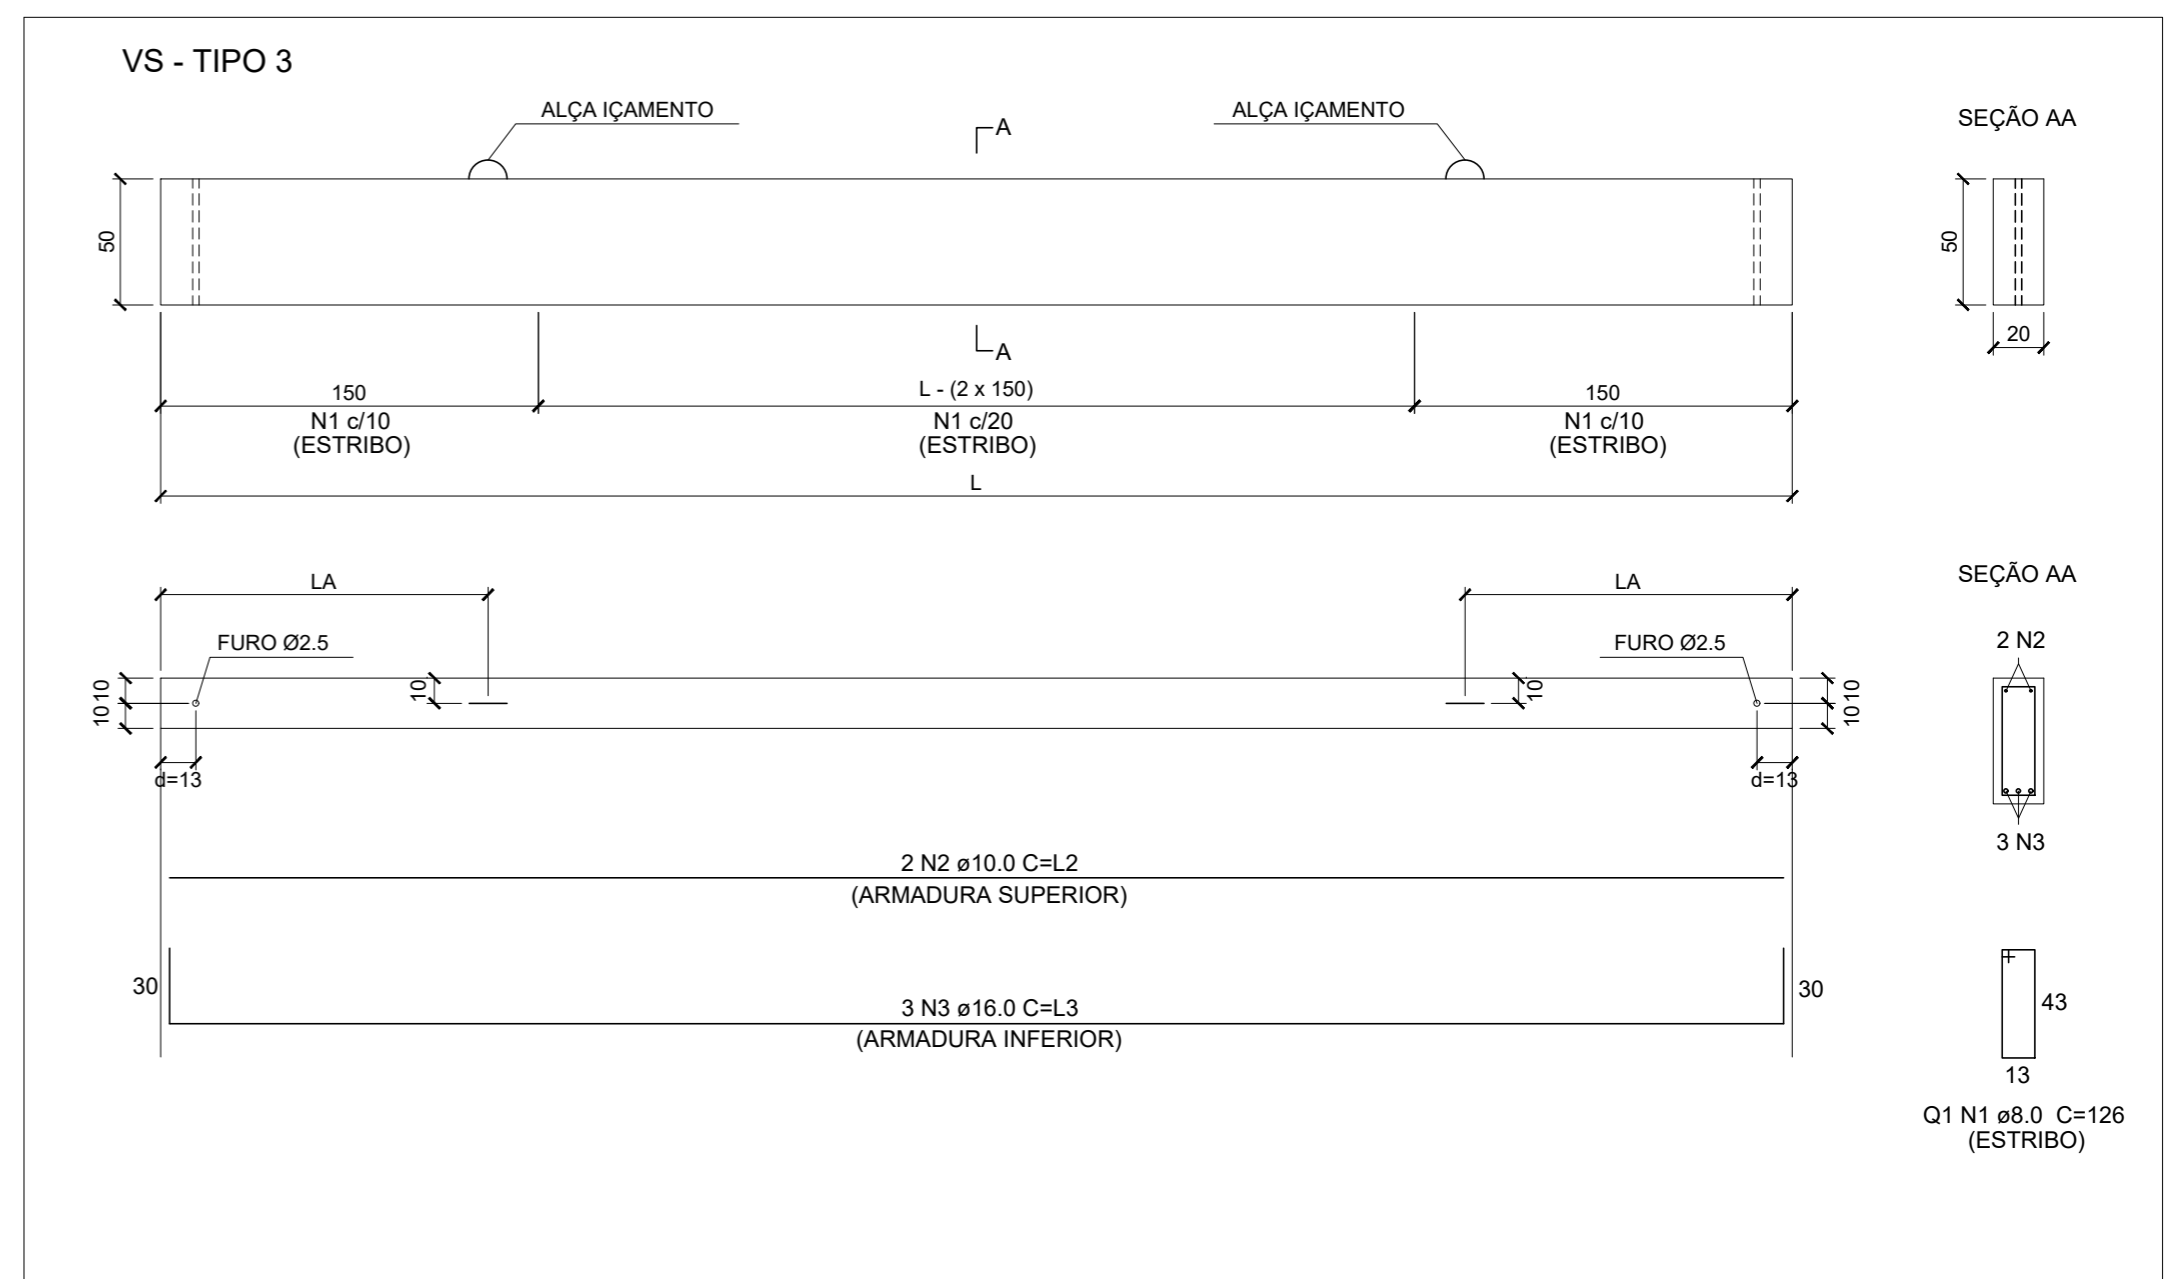 VS - TIPO 3
ALÇA IÇAMENTO
A
ALÇA IÇAMENTO
SEÇÃO AA
50
50
20
A
150
L - (2 x 150)
150
N1 c/10
(ESTRIBO)
N1 c/20
(ESTRIBO)
N1 c/10
(ESTRIBO)
L
LA
LA
SEÇÃO AA
FURO Ø2.5
FURO Ø2.5
2 N2
10
10
10
10
10
10
d=13
d=13
3 N3
2 N2 ø10.0 C=L2
(ARMADURA SUPERIOR)
30
3 N3 ø16.0 C=L3
(ARMADURA INFERIOR)
30
43
13
Q1 N1 ø8.0 C=126
(ESTRIBO)